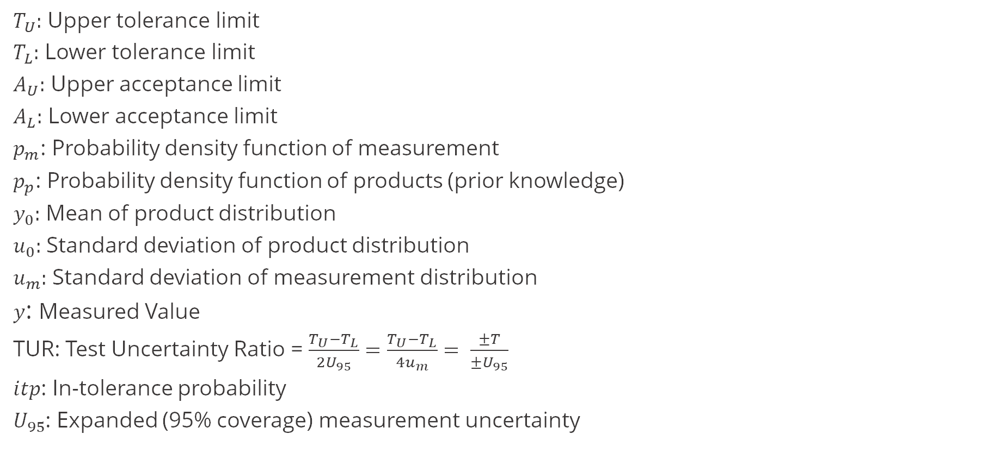 T_U: Upper tolerance limit
T_L: Lower tolerance limit
A_U: Upper acceptance limit
A_L: Lower acceptance limit
p_m: Probability density function of measurement
p_p: Probability density function of products (prior knowledge)
y_0: Mean of product distribution
u_0: Standard deviation of product distribution
u_m: Standard deviation of measurement distribution
y: Measured Value
TUR: Test Uncertainty Ratio = \frac{T_U-T_L}{2U_{95}} = \frac{T_U-T_L}{4u_m} = \frac{±T}{±U_{95}}
itp: In-tolerance probability
U_{95}: Expanded (95% coverage) measurement uncertainty